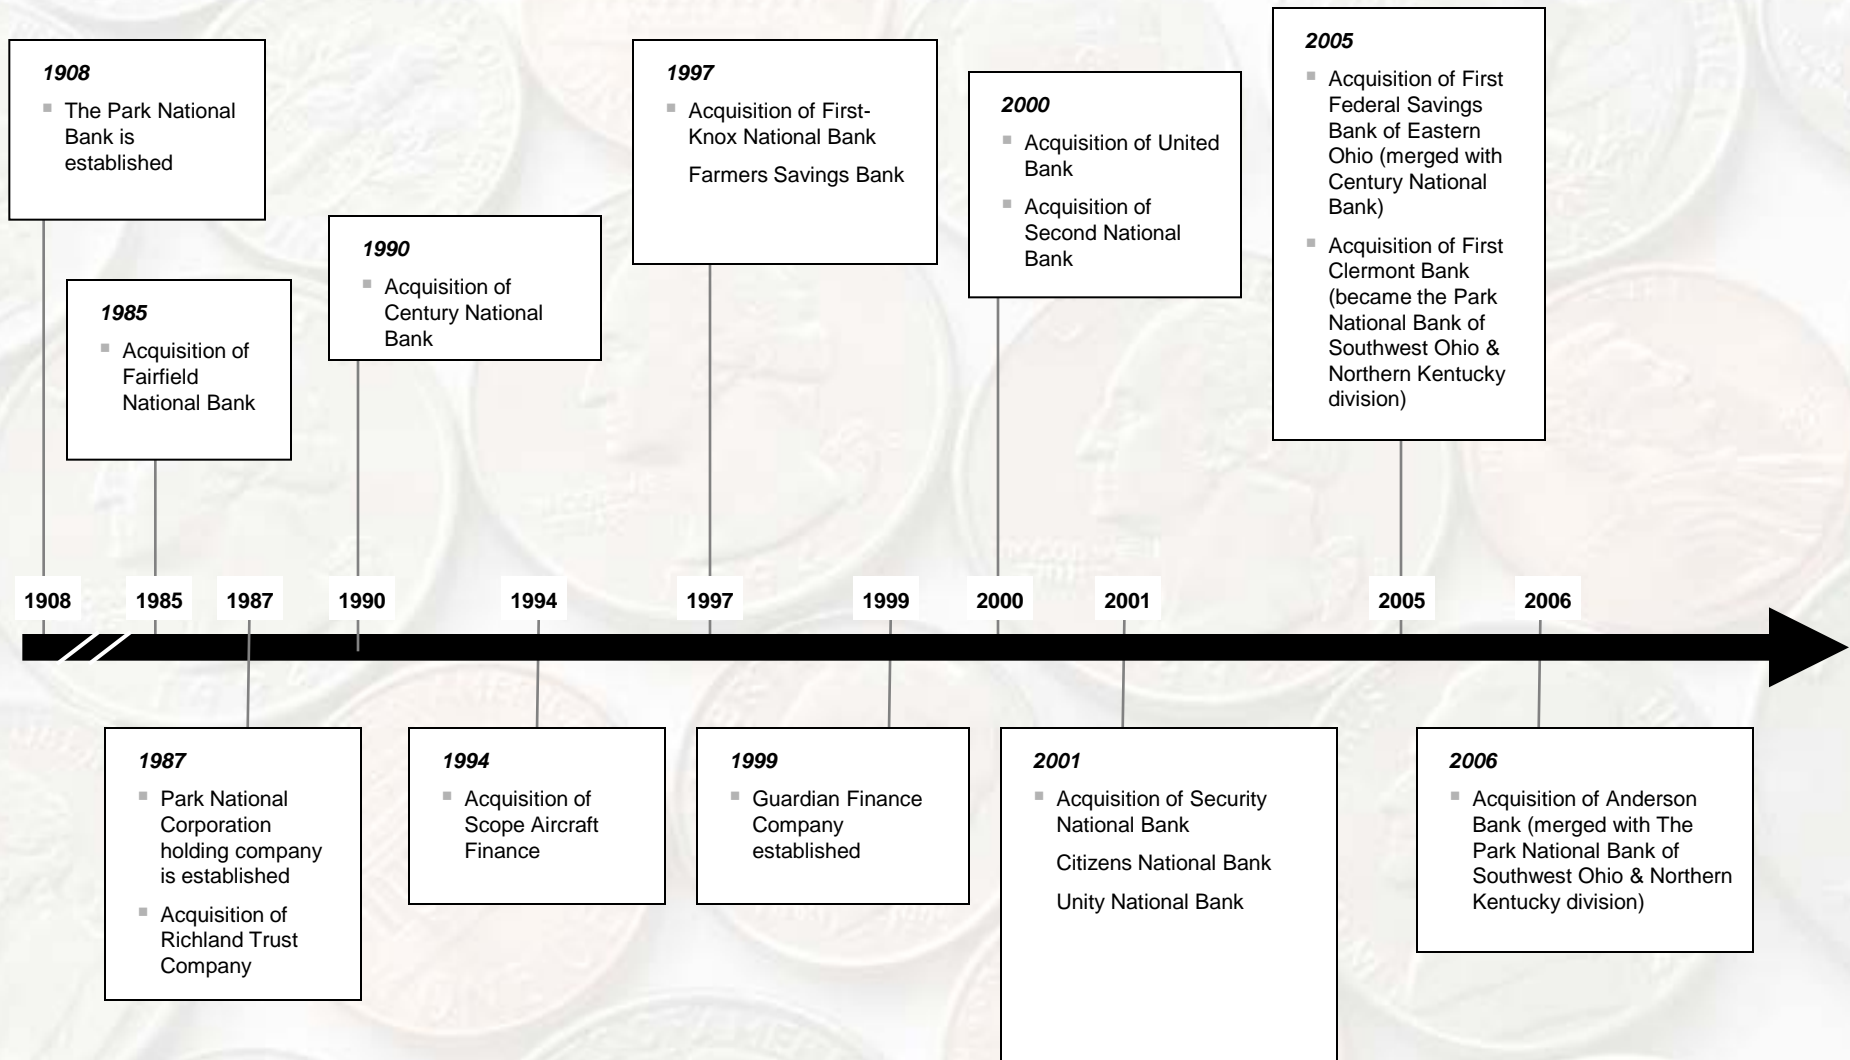 1908
The Park National
Bank is
established
1985
Acquisition of
Fairfield
National Bank
1990
Acquisition of
Century National
Bank
1997
Acquisition of First-
Knox National Bank
Farmers Savings Bank
2000
Acquisition of United
Bank
Acquisition of
Second National
Bank
2005
Acquisition of First
Federal Savings
Bank of Eastern
Ohio (merged with
Century National
Bank)
Acquisition of First
Clermont Bank
(became the Park
National Bank of
Southwest Ohio &
Northern Kentucky
division)
1908 1985 1987 1990 1994 1997 1999 2000 2001 2005 2006
1987
Park National
Corporation
holding company
is established
Acquisition of
Richland Trust
Company
1994
Acquisition of
Scope Aircraft
Finance
1999
Guardian Finance
Company
established
2001
Acquisition of Security
National Bank
Citizens National Bank
Unity National Bank
2006
Acquisition of Anderson
Bank (merged with The
Park National Bank of
Southwest Ohio & Northern
Kentucky division)